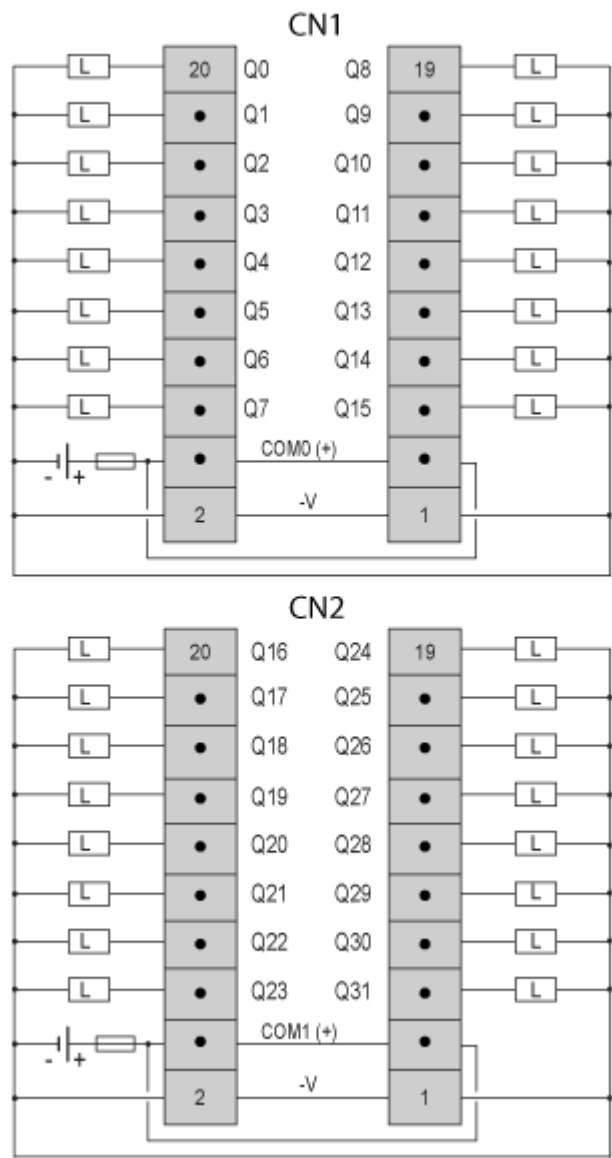 CN1
L 20 Q0 Q8 19 L
L Q1 Q9 L
L Q2 Q10 L
L Q3 Q11 L
L Q4 Q12 L
L Q5 Q13 L
L Q6 Q14 L
L Q7 Q15 L
- + COM0 (+)
2 -V 1
CN2
L 20 Q16 Q24 19 L
L Q17 Q25 L
L Q18 Q26 L
L Q19 Q27 L
L Q20 Q28 L
L Q21 Q29 L
L Q22 Q30 L
L Q23 Q31 L
- + COM1 (+)
2 -V 1